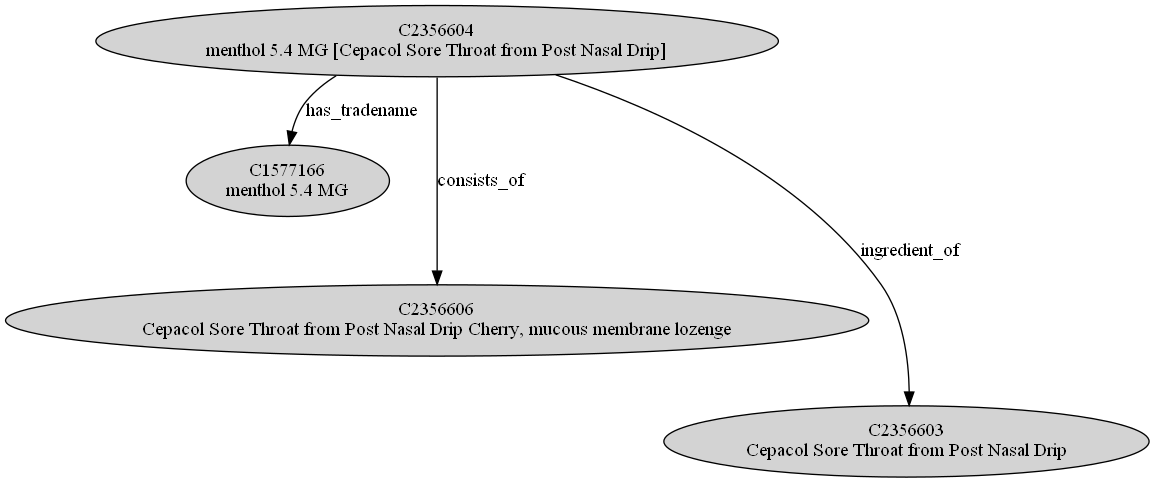 C2356604
menthol 5.4 MG [Cepacol Sore Throat from Post Nasal Drip]
has_tradename
C1577166
menthol 5.4 MG
consists_of
ingredient_of
C2356606
Cepacol Sore Throat from Post Nasal Drip Cherry, mucous membrane lozenge
C2356603
Cepacol Sore Throat from Post Nasal Drip